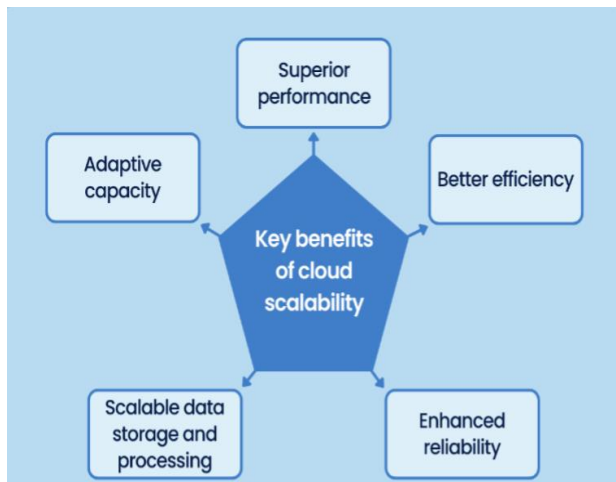 Superior
performance
Adaptive
capacity
Better efficiency
Key benefits
of cloud
scalability
Scalable data
storage and
processing
Enhanced
reliability